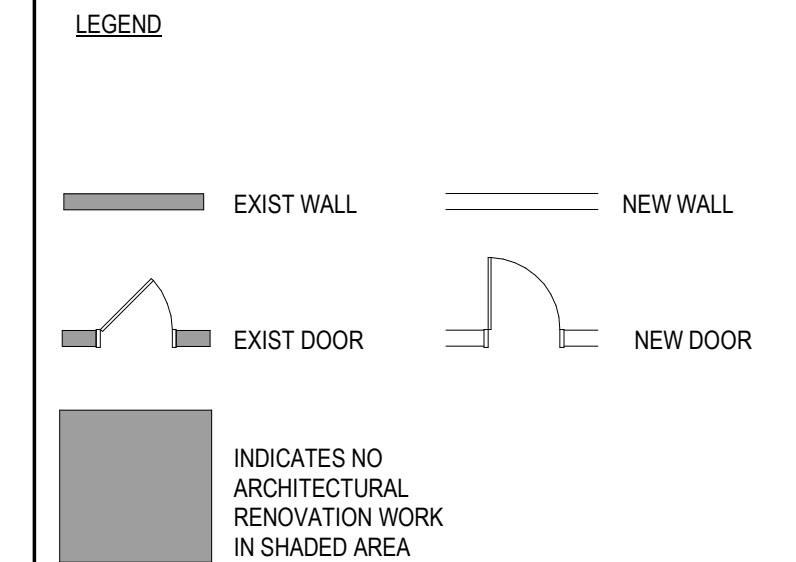 LEGEND
EXIST WALL
NEW WALL
EXIST DOOR
NEW DOOR
INDICATES NO
ARCHITECTURAL
RENOVATION WORK
IN SHADED AREA